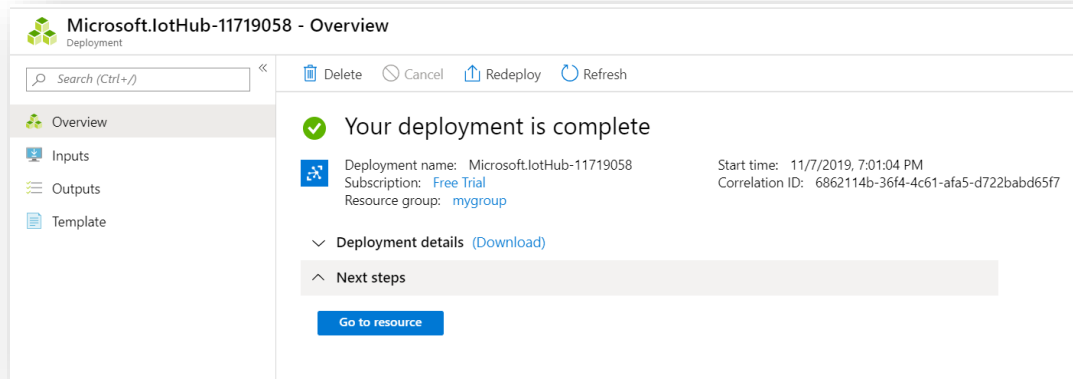 Microsoft.IotHub-11719058 - Overview
Deployment
Search (Ctrl+/)
«
Overview
Inputs
Outputs
Template
Delete Cancel Redeploy Refresh
Your deployment is complete
Deployment name: Microsoft.IotHub-11719058
Subscription: Free Trial
Resource group: mygroup
Start time: 11/7/2019, 7:01:04 PM
Correlation ID: 6862114b-36f4-4c61-afa5-d722babd65f7
Deployment details (Download)
Next steps
Go to resource